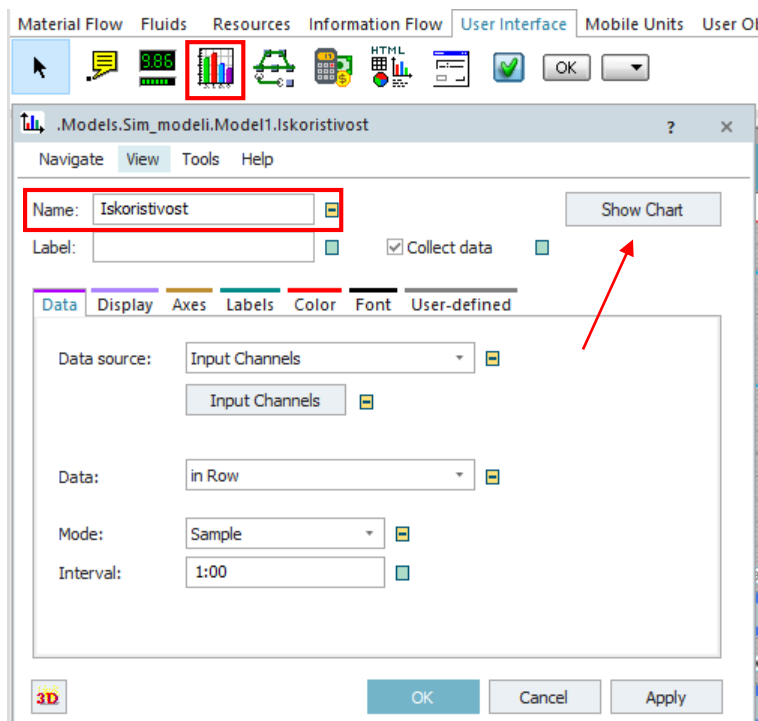 Material Flow Fluids Resources Information Flow User Interface Mobile Units User
9.86 HTML OK
.Models.Sim_modeli.Model1.Iskoristivost ? ×
Navigate View Tools Help
Name: Iskoristivost Show Chart
Label: Collect data
Data Display Axes Labels Color Font User-defined
Data source: Input Channels
Input Channels
Data: in Row
Mode: Sample
Interval: 1:00
3D OK Cancel Apply